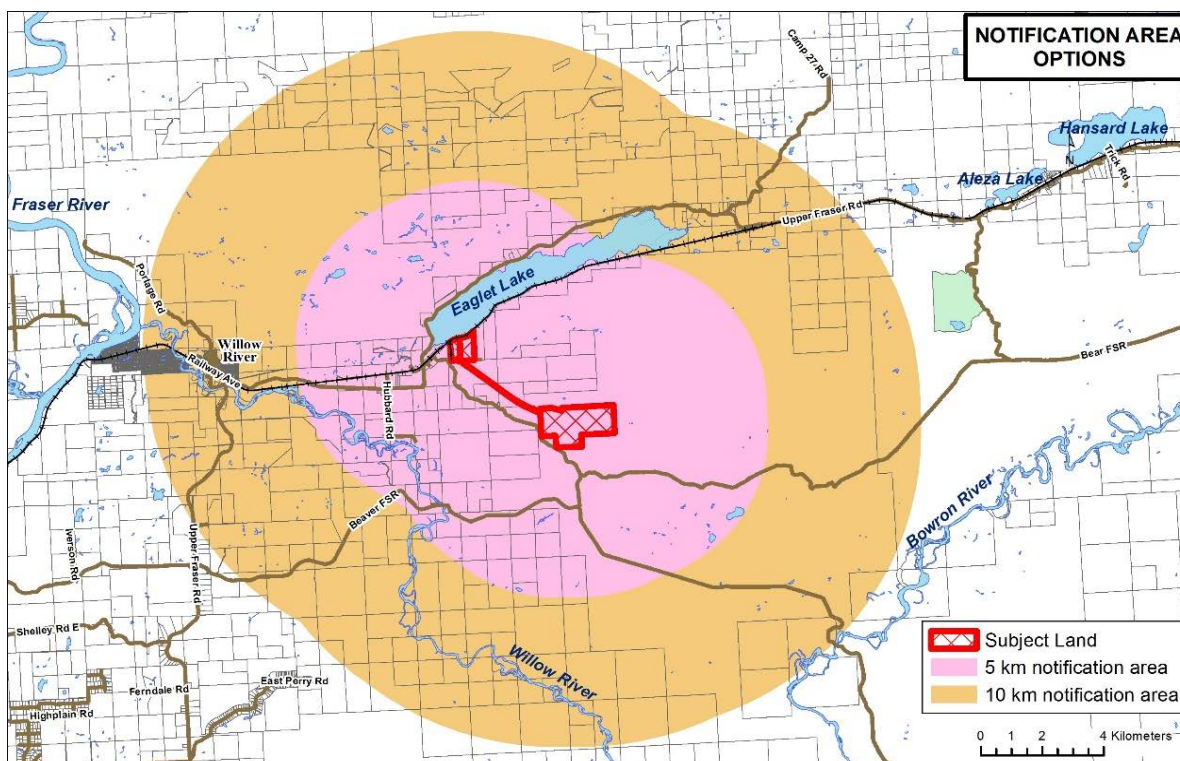 NOTIFICATION AREA
OPTIONS
Camp 27 Rd
Hansard Lake
N
Trick Rd
Aleza Lake
Fraser River
Upper Fraser Rd
Portage Rd
Eaglet Lake
Willow
River
Railway Ave
Bear FSR
Hubbard Rd
Beaver FSR
Bowron River
Iverson Rd
Upper Fraser Rd
Shelley Rd E
Willow River
East Perry Rd
Ferndale Rd
Highplain Rd
Subject Land
5 km notification area
10 km notification area
0 1 2 4 Kilometers